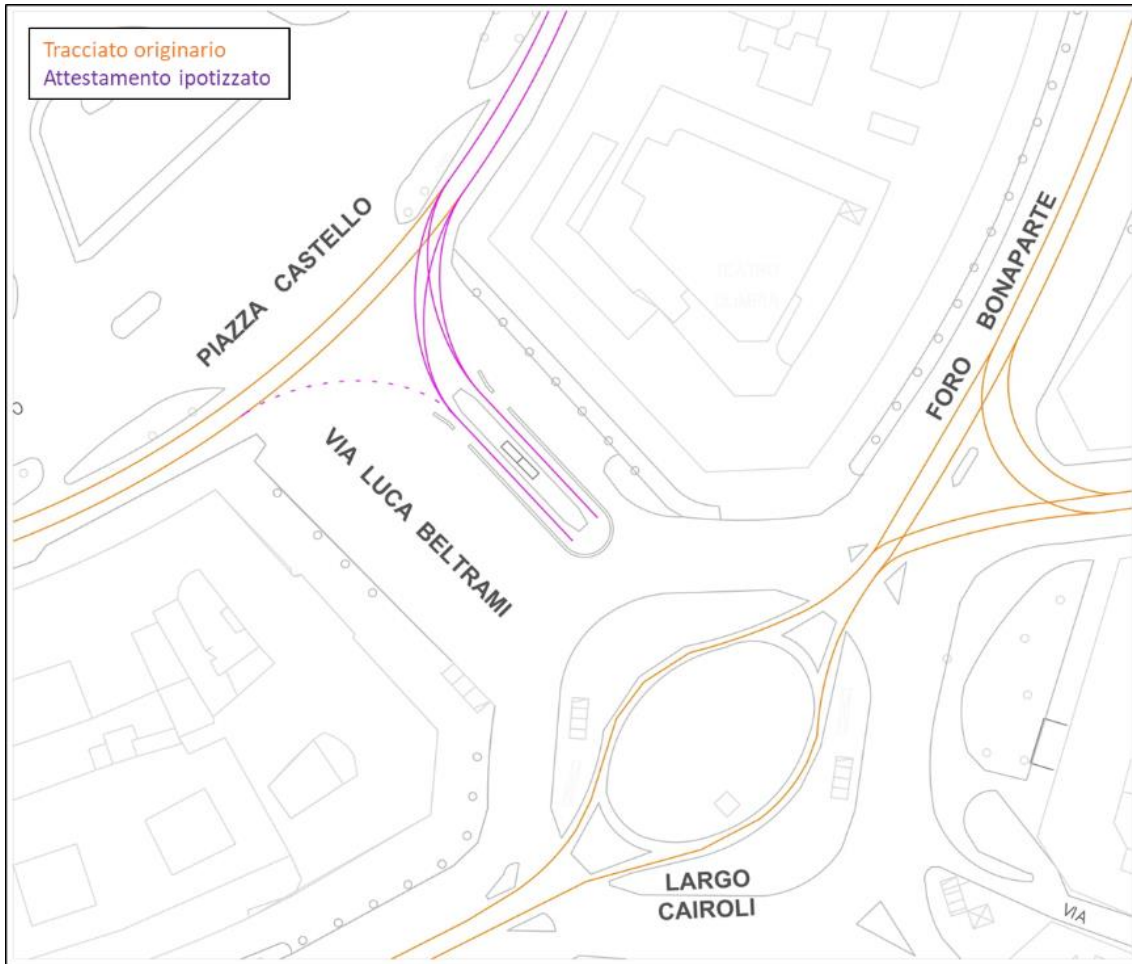 Tracciato originario
Attestamento ipotizzato
PIAZZA CASTELLO
FORO BONAPARTE
VIA LUCA BELTRAMI
LARGO
CAIROLI
VIA